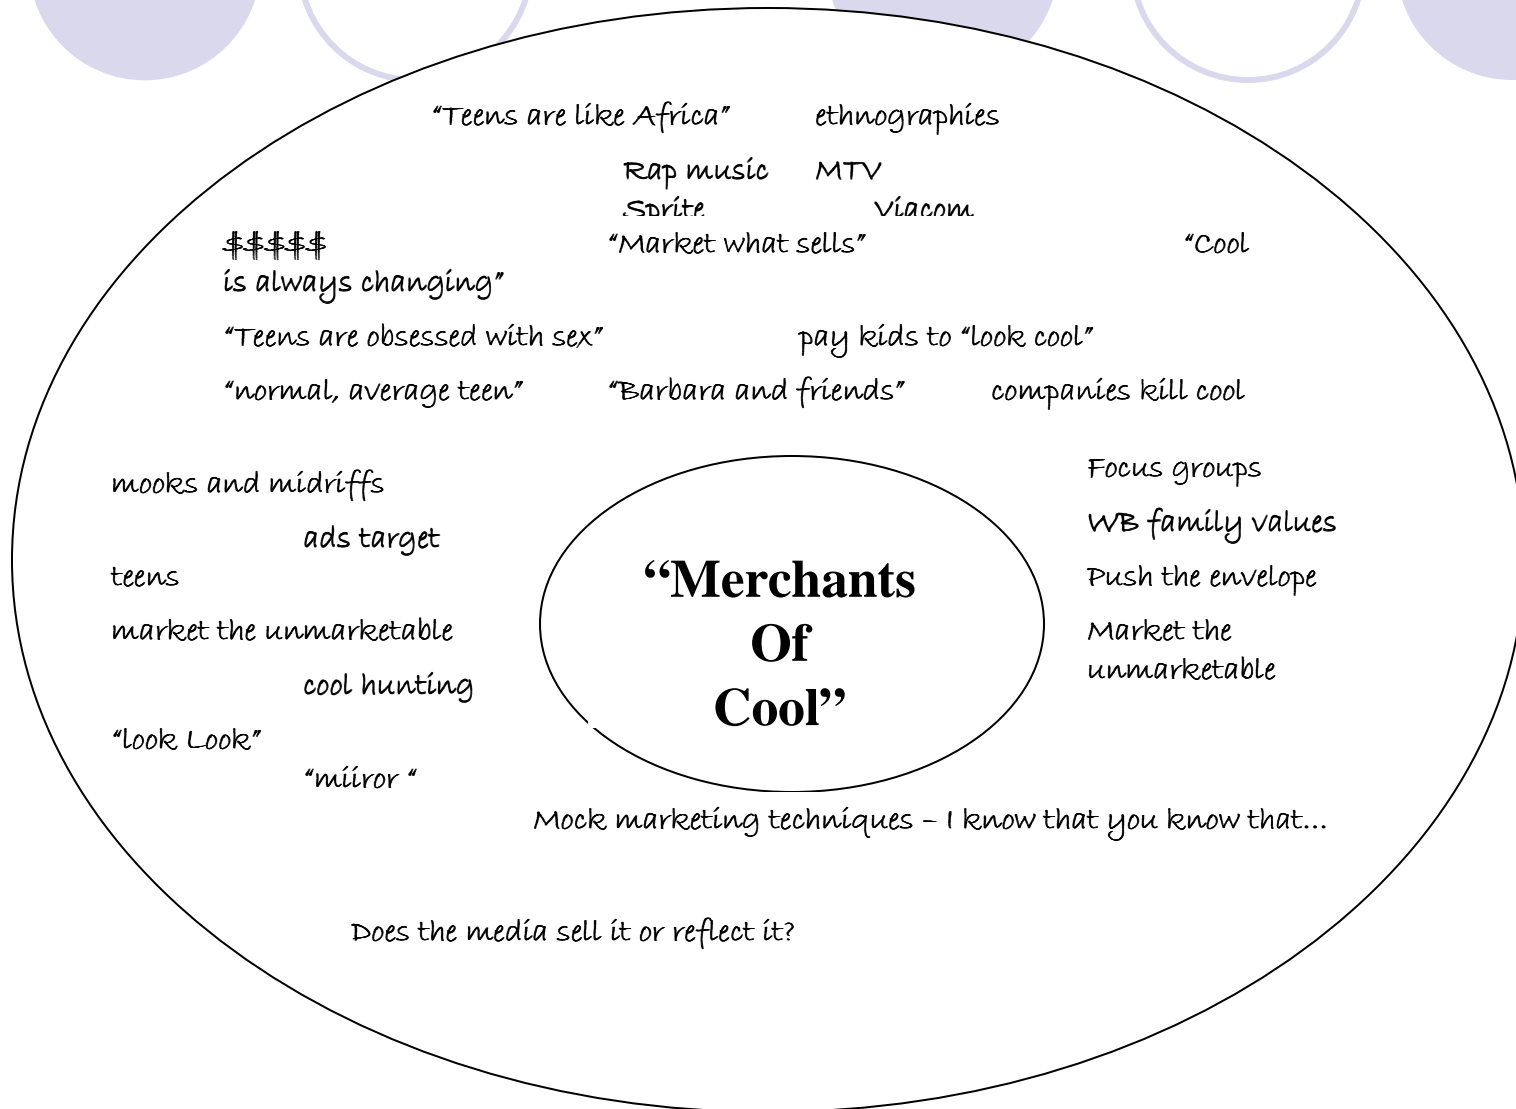 “Teens are like Africa” ethnographies
Rap music MTV
Sprite Viacom
$$$$$ “Market what sells” “Cool
is always changing”
“Teens are obsessed with sex” pay kids to “look cool”
“normal, average teen” “Barbara and friends” companies kill cool
mooks and midriffs
ads target
teens
market the unmarketable
cool hunting
“look Look”
“miiror “
“Merchants
Of
Cool”
Focus groups
WB family values
Push the envelope
Market the
unmarketable
Mock marketing techniques – I know that you know that…
Does the media sell it or reflect it?